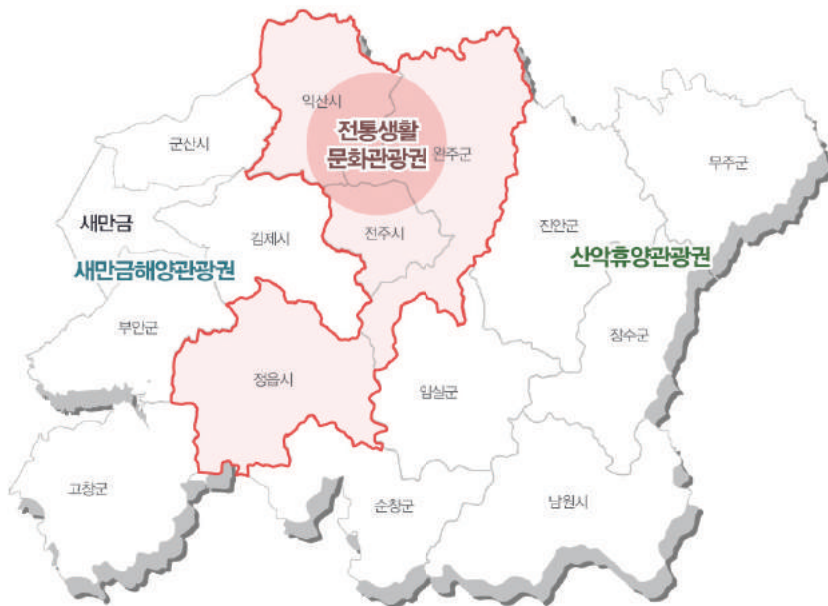 익산시
전통생활
문화관광권
완주군
군산시
무주군
새만금
김제시
전주시
진안군
새만금해양관광권
산악휴양관광권
부안군
장수군
정읍시
임실군
고창군
순창군
남원시